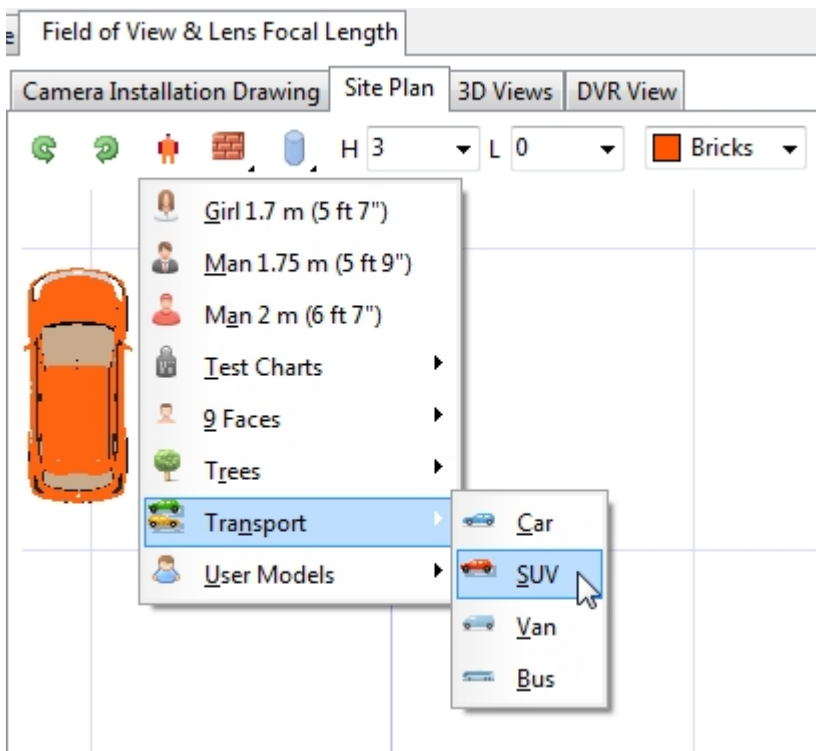 e Field of View & Lens Focal Length
Camera Installation Drawing Site Plan 3D Views DVR View
H 3 L 0 Bricks
Girl 1.7 m (5 ft 7")
Man 1.75 m (5 ft 9")
Man 2 m (6 ft 7")
Test Charts
9 Faces
Trees
Transport
Car
User Models
SUV
Van
Bus